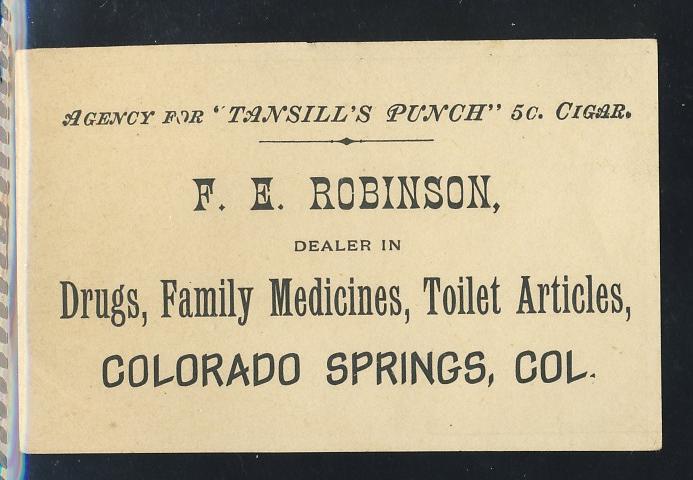 AGENCY FOR "TANSILL'S PUNCH" 5C. CIGAR.
F. E. ROBINSON,
DEALER IN
Drugs, Family Medicines, Toilet Articles,
COLORADO SPRINGS, COL.